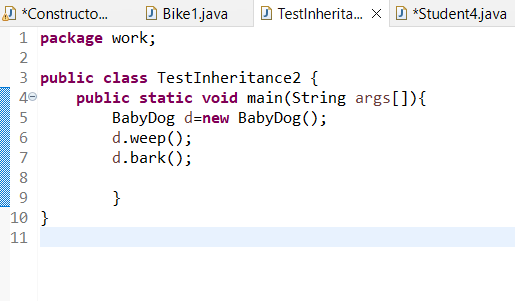 *Constructo... Bike1.java TestInherita... *Student4.java
1 package work;
2
3 public class TestInheritance2 {
4     public static void main(String args[]){
5         BabyDog d=new BabyDog();
6         d.weep();
7         d.bark();
8
9         }
10 }
11